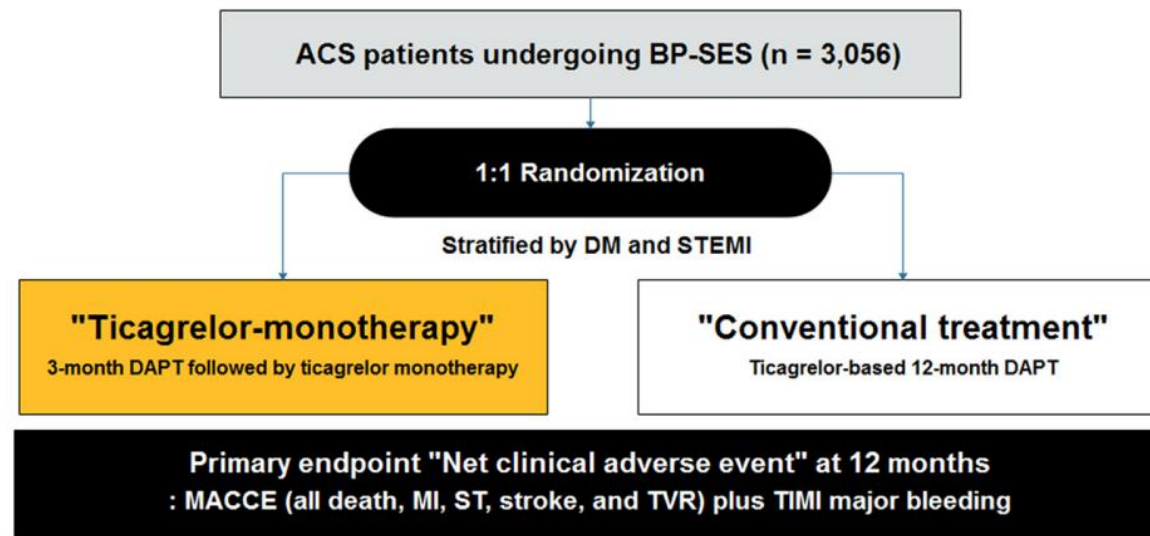 ACS patients undergoing BP-SES (n = 3,056)
1:1 Randomization
Stratified by DM and STEMI
"Ticagrelor-monotherapy"
3-month DAPT followed by ticagrelor monotherapy
"Conventional treatment"
Ticagrelor-based 12-month DAPT
Primary endpoint "Net clinical adverse event" at 12 months
: MACCE (all death, MI, ST, stroke, and TVR) plus TIMI major bleeding